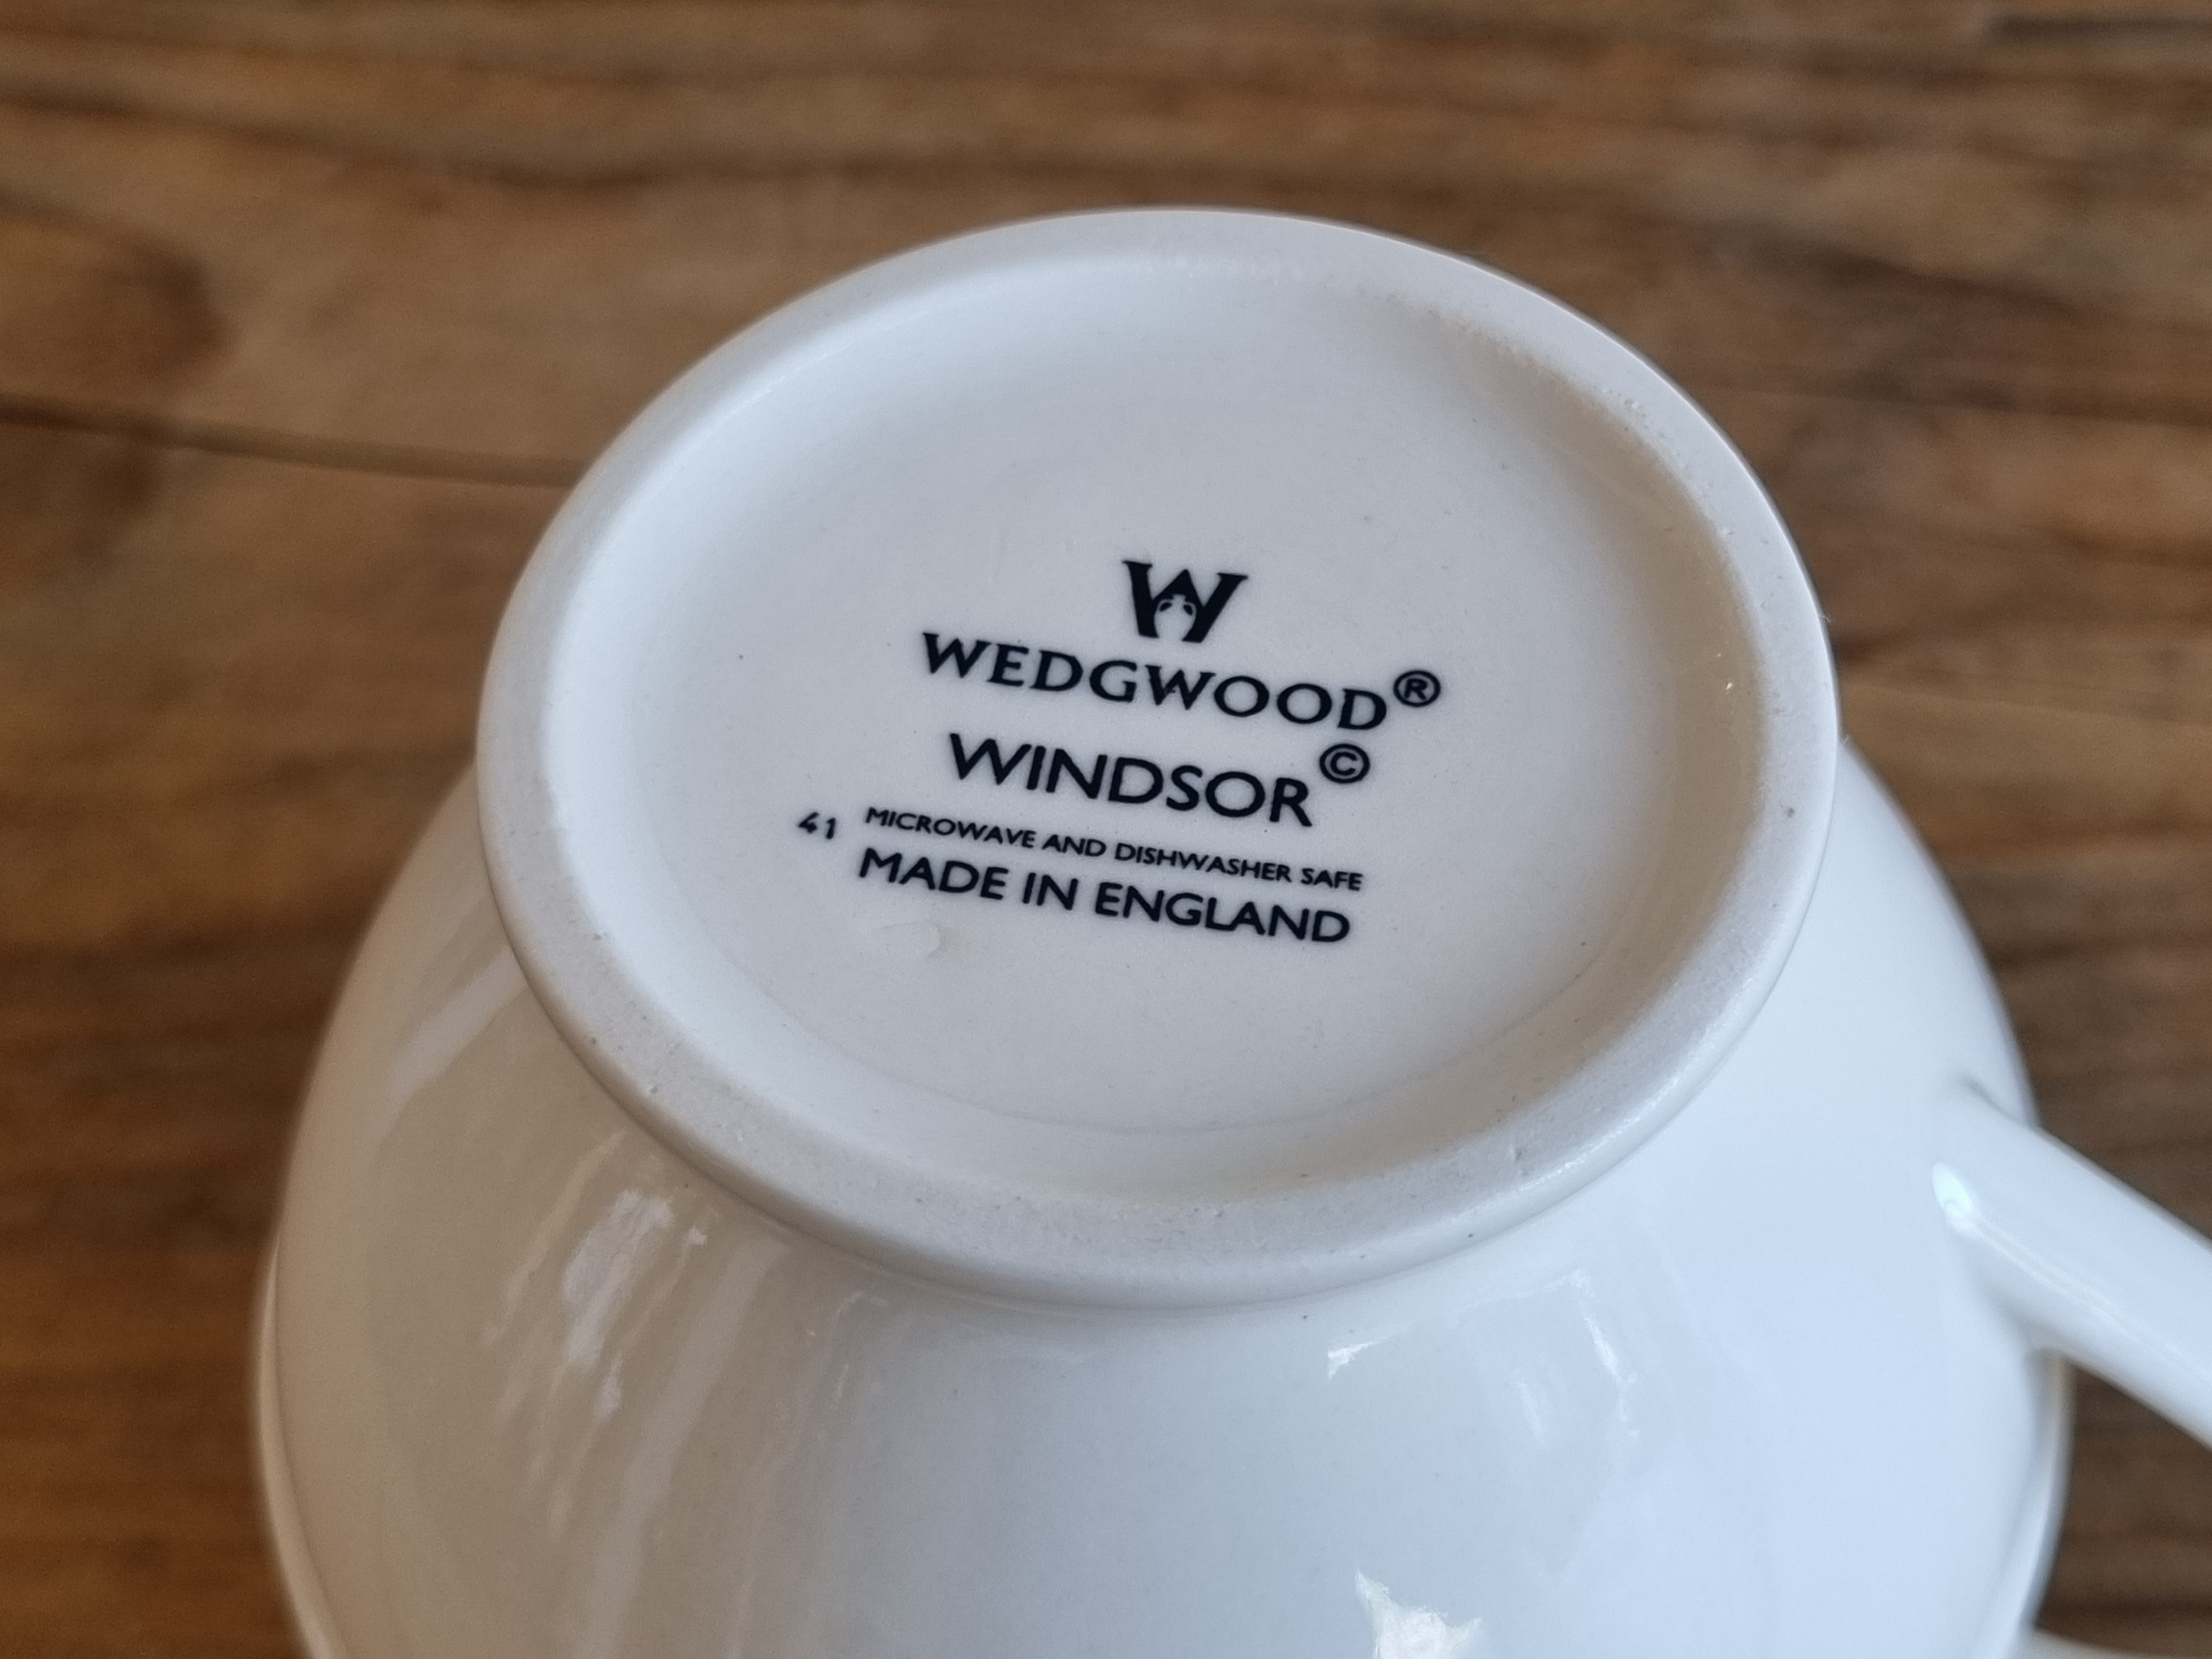 W
WEDGWOOD®
WINDSOR©
41 MICROWAVE AND DISHWASHER SAFE
MADE IN ENGLAND